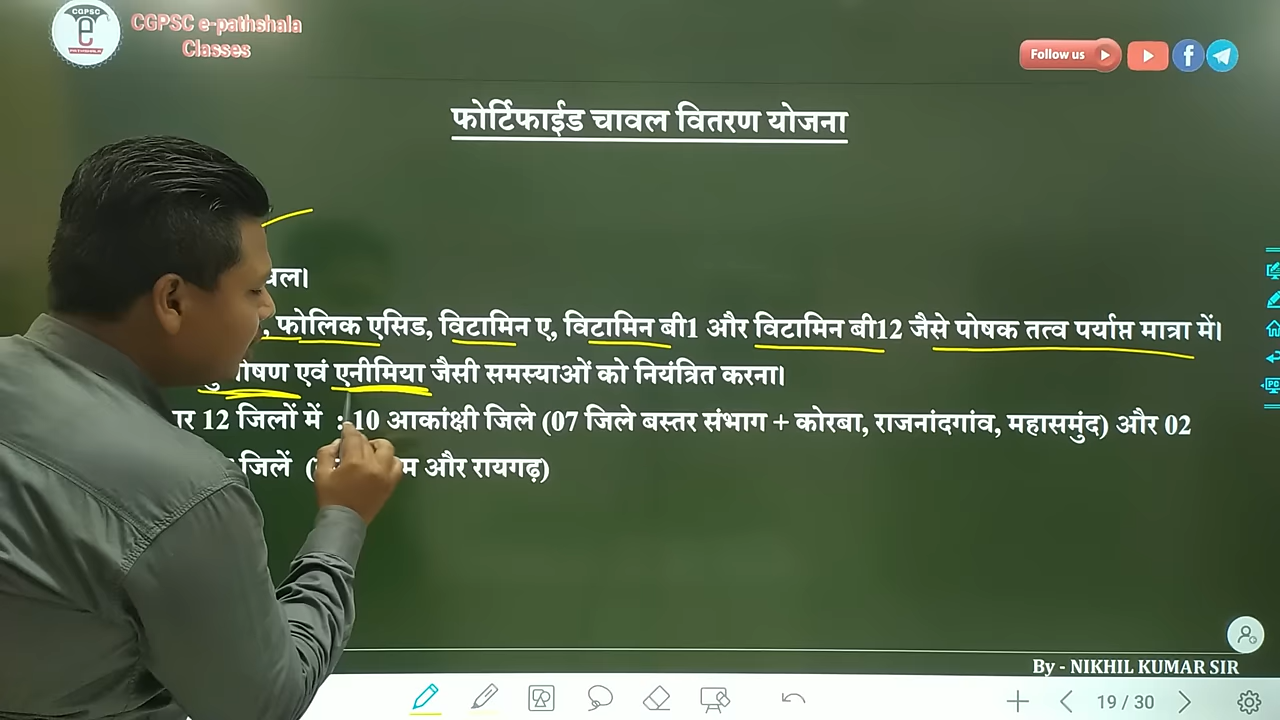 CGPSC
e
CGPSC e-pathshala
Classes
Follow us
फोर्टिफाईड चावल वितरण योजना
फोलिक एसिड, विटामिन ए, विटामिन बी1 और विटामिन बी12 जैसे पोषक तत्व पर्याप्त मात्रा में।
एवं एनीमिया जैसी समस्याओं को नियंत्रित करना।
12 जिलों में : 10 आकांक्षी जिले (07 जिले बस्तर संभाग + कोरबा, राजनांदगांव, महासमुंद) और 02
जिलें ( और रायगढ़)
By - NIKHIL KUMAR SIR
19 / 30